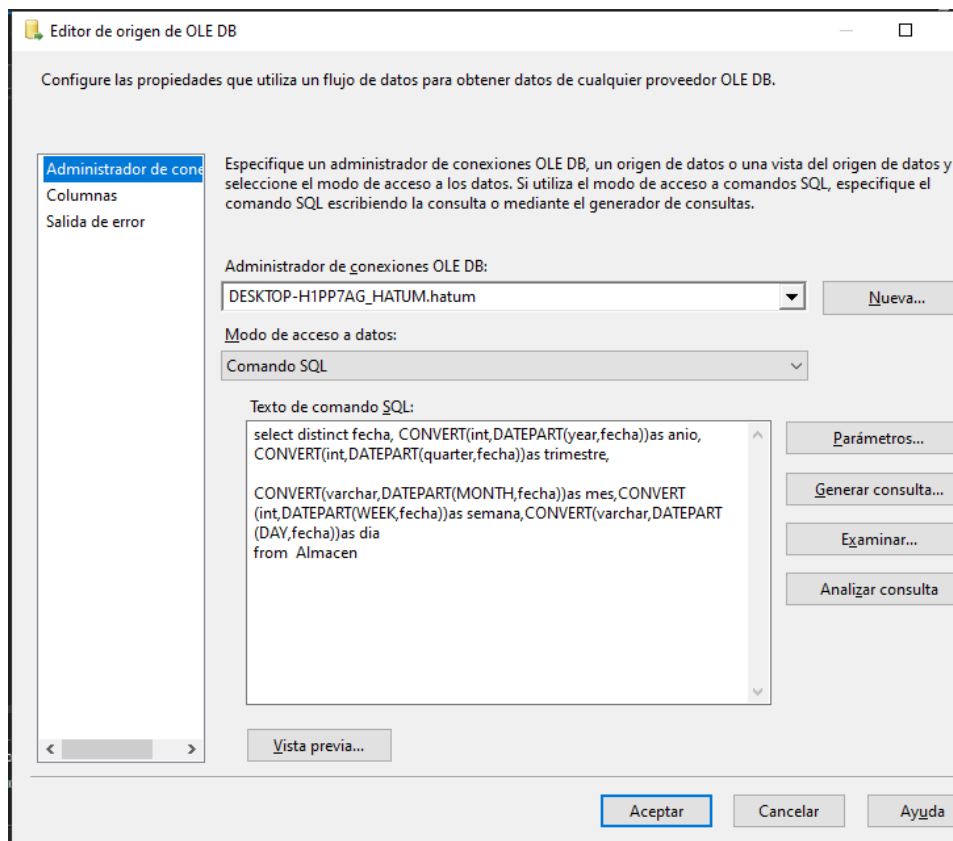 Editor de origen de OLE DB
Configure las propiedades que utiliza un flujo de datos para obtener datos de cualquier proveedor OLE DB.
Administrador de cone
Columnas
Salida de error
Especifique un administrador de conexiones OLE DB, un origen de datos o una vista del origen de datos y
seleccione el modo de acceso a los datos. Si utiliza el modo de acceso a comandos SQL, especifique el
comando SQL escribiendo la consulta o mediante el generador de consultas.
Administrador de conexiones OLE DB:
DESKTOP-H1PP7AG_HATUM.hatum
Nueva...
Modo de acceso a datos:
Comando SQL
Texto de comando SQL:
select distinct fecha, CONVERT(int,DATEPART(year,fecha))as anio,
CONVERT(int,DATEPART(quarter,fecha))as trimestre,
CONVERT(varchar,DATEPART(MONTH,fecha))as mes,CONVERT
(int,DATEPART(WEEK,fecha))as semana,CONVERT(varchar,DATEPART
(DAY,fecha))as dia
from  Almacen
Parámetros...
Generar consulta...
Examinar...
Analizar consulta
Vista previa...
Aceptar
Cancelar
Ayuda